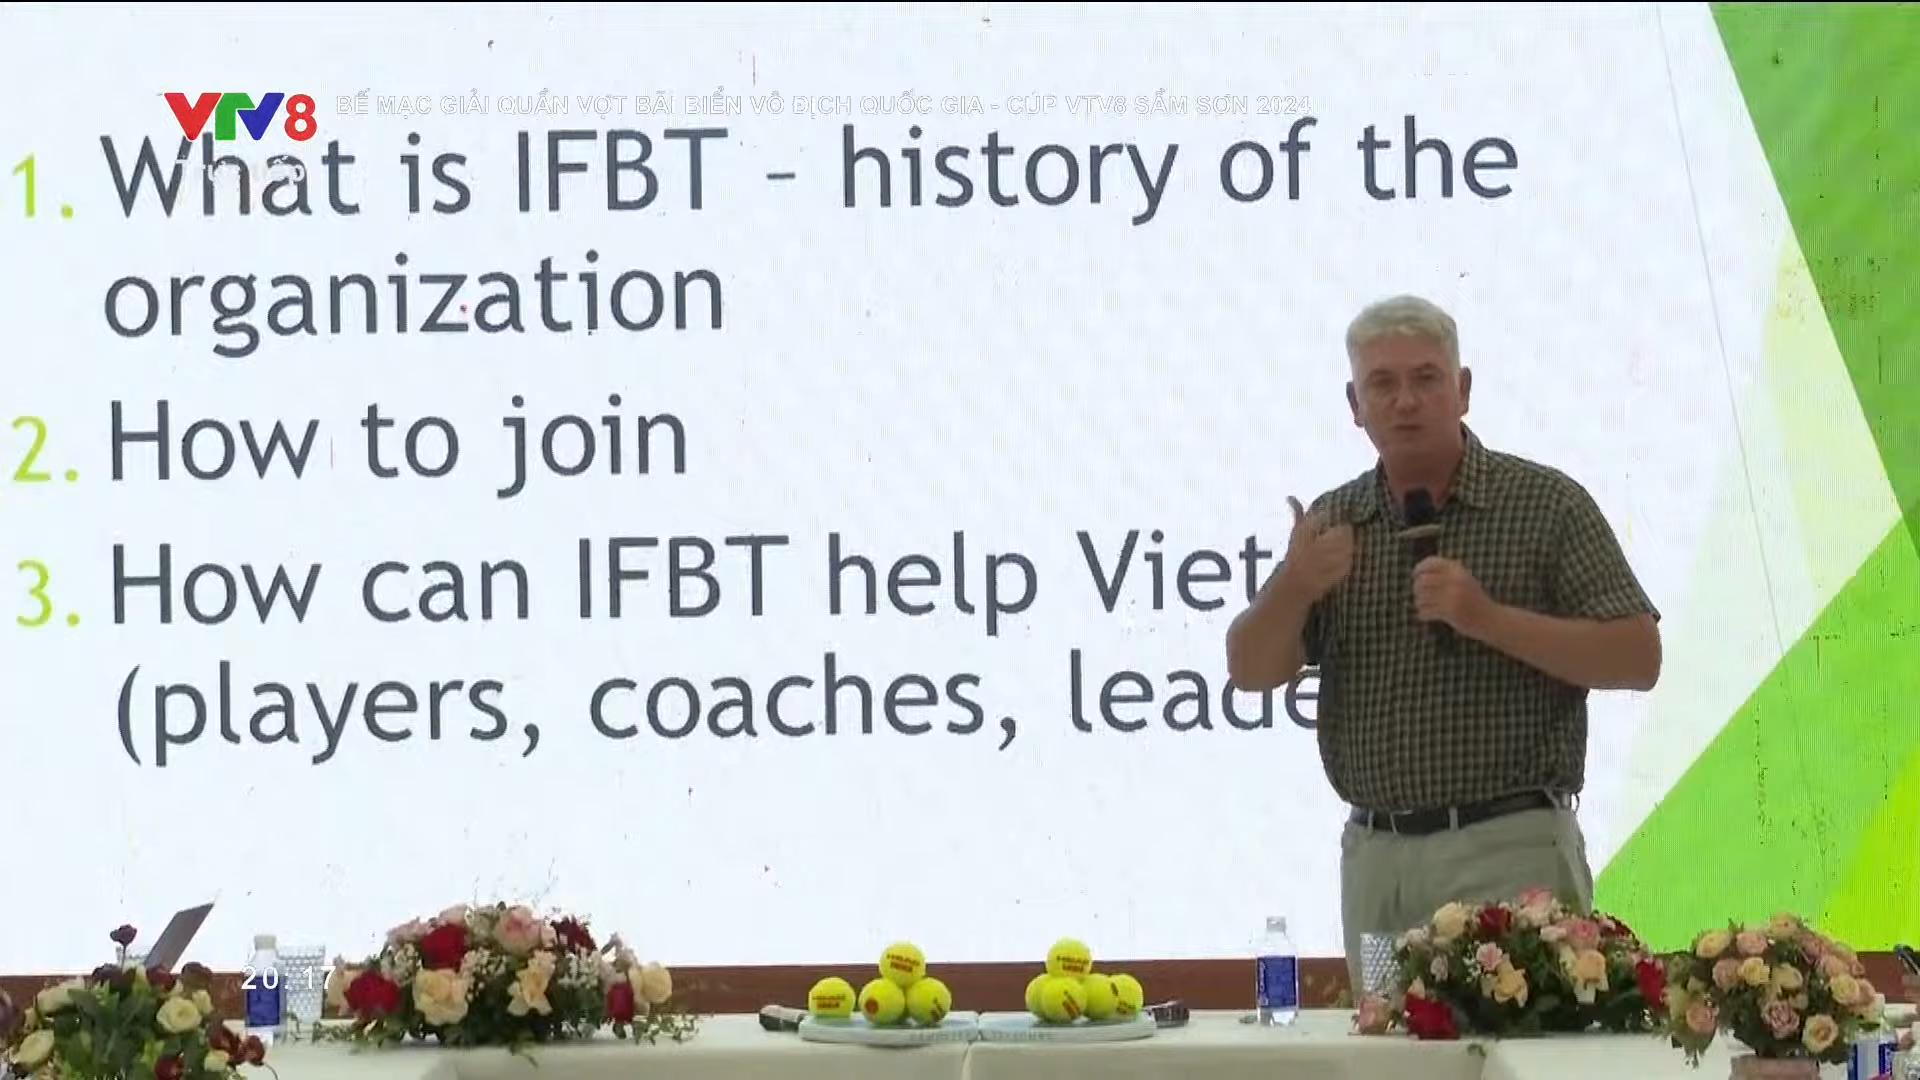 VTV8 BẾ MẠC GIẢI QUẦN VỢT BÃI BIỂN VÔ ĐỊCH QUỐC GIA - CÚP VTV8 SẦM SƠN 2024
Trực tiếp
1. What is IFBT - history of the
organization
2. How to join
3. How can IFBT help Viet
(players, coaches, leade
20:17